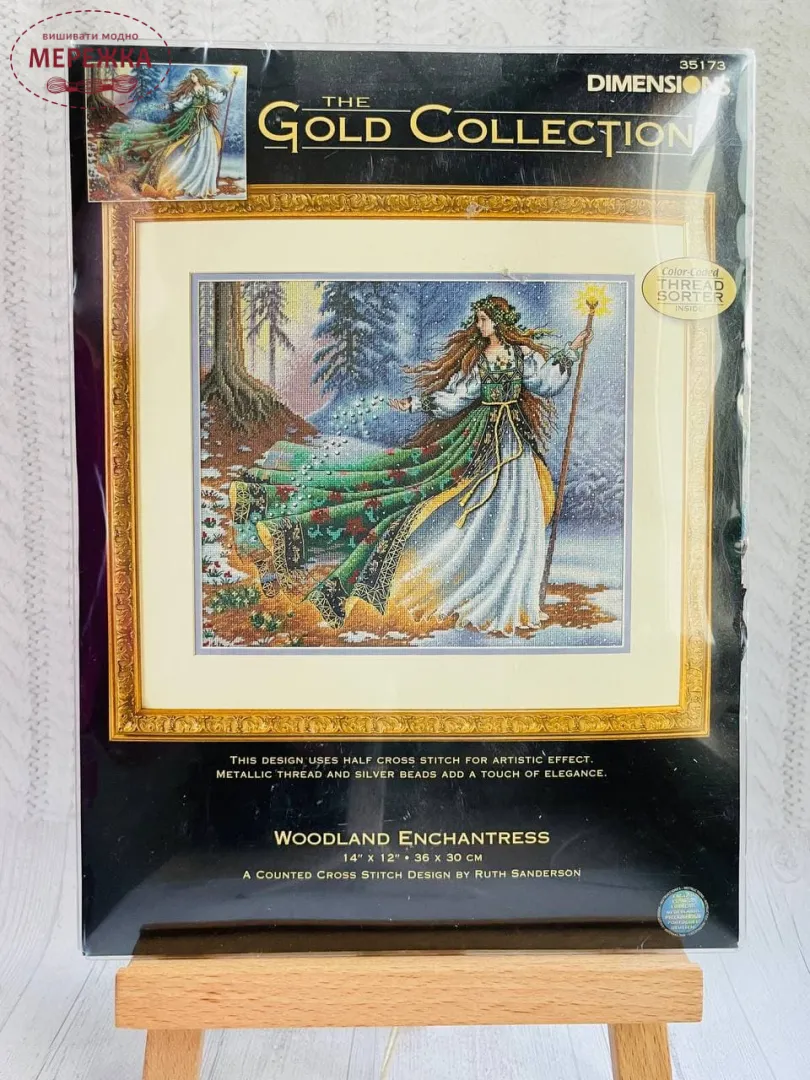 вишивати модно
МЕРЕЖКА
35173
DIMENSIONS
THE
GOLD COLLECTION
Color-Coded
THREAD
SORTER
INSIDE!
THIS DESIGN USES HALF CROSS STITCH FOR ARTISTIC EFFECT.
METALLIC THREAD AND SILVER BEADS ADD A TOUCH OF ELEGANCE.
WOODLAND ENCHANTRESS
14" X 12" • 36 X 30 CM
A COUNTED CROSS STITCH DESIGN BY RUTH SANDERSON